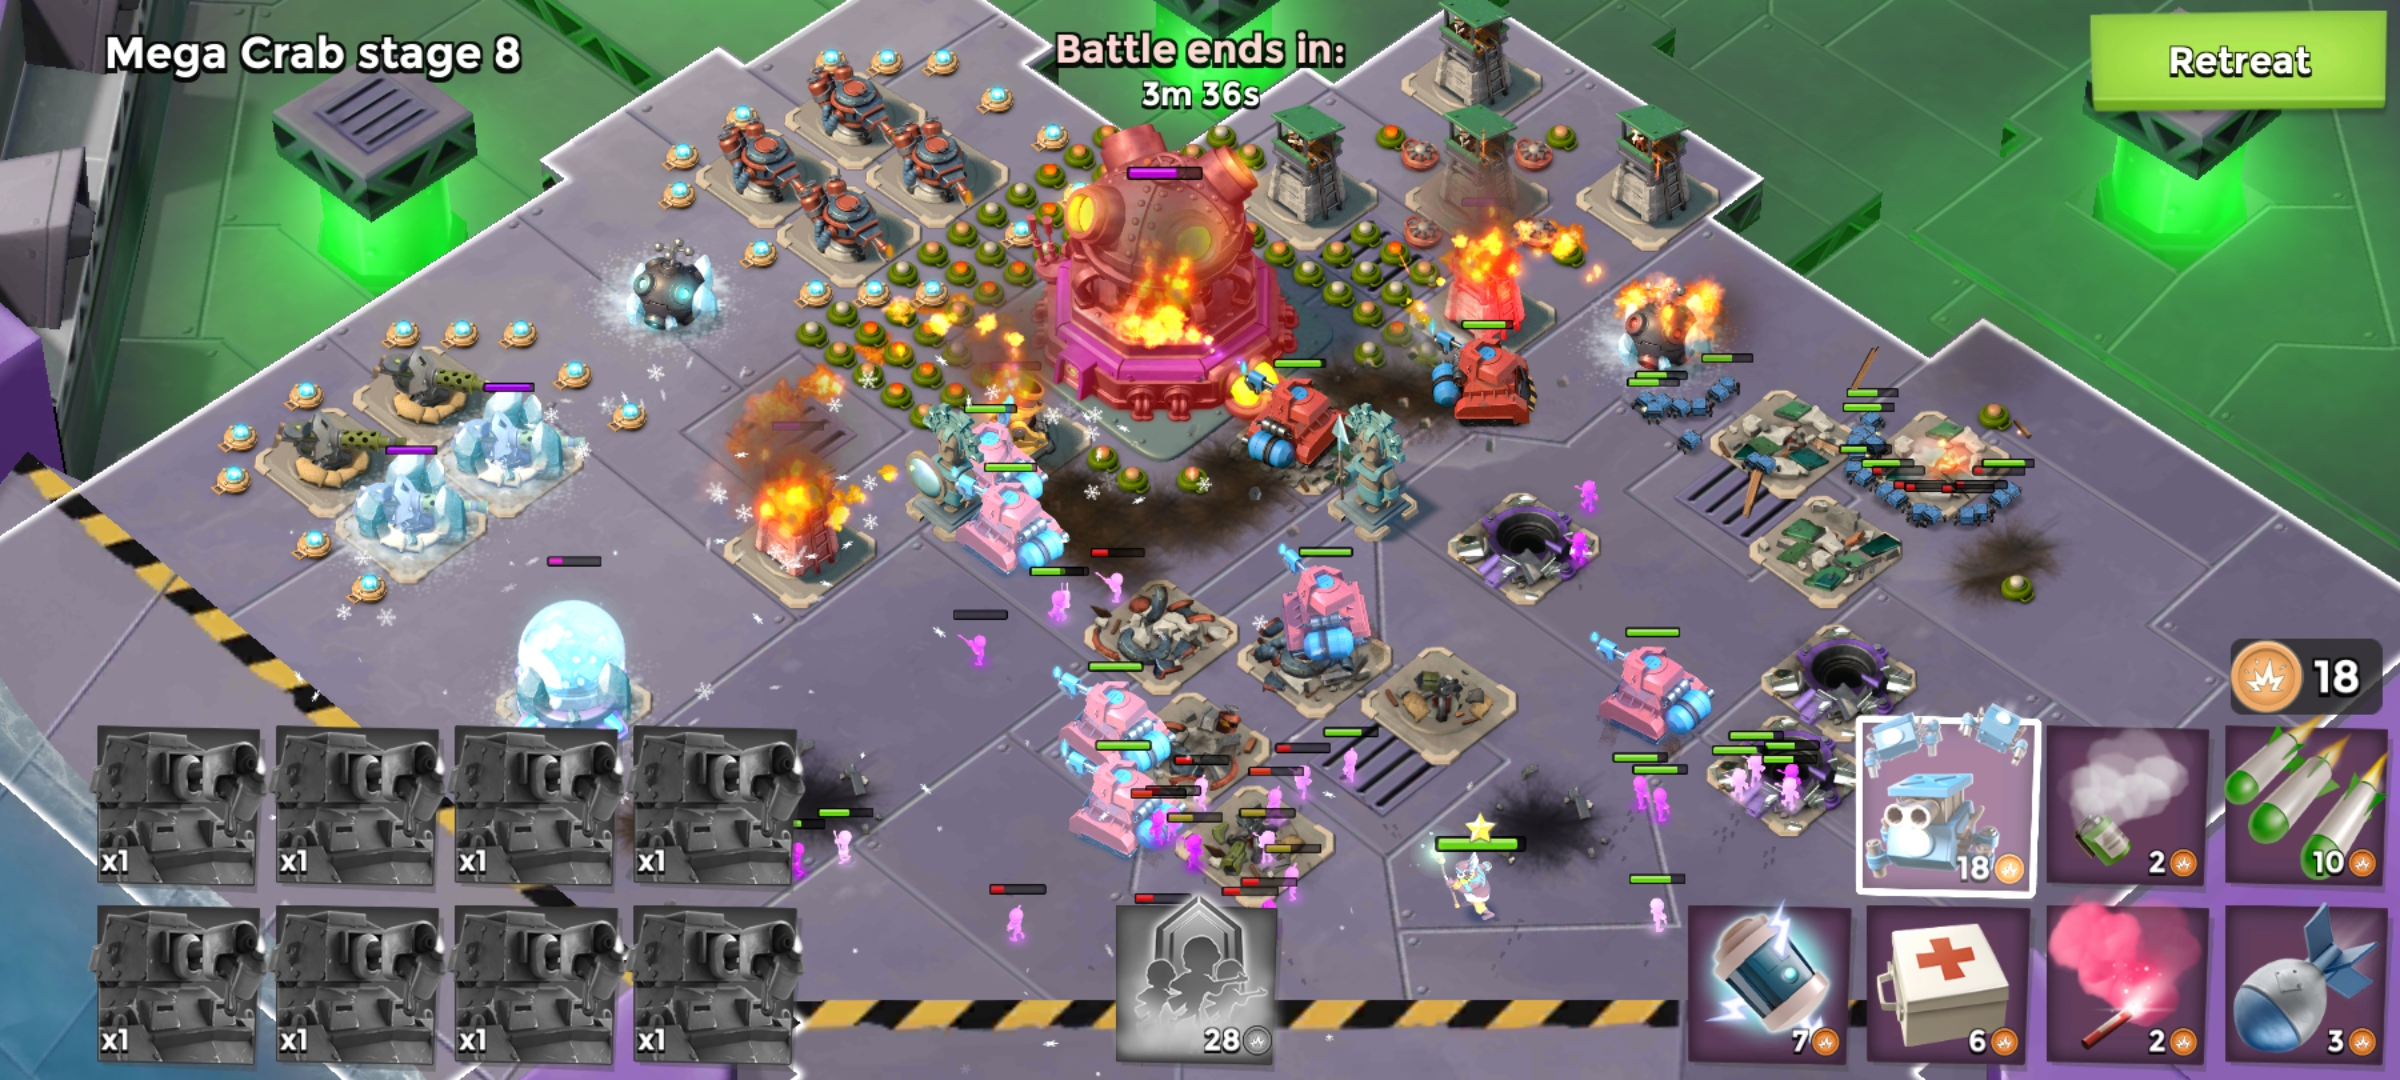 Mega Crab stage 8
Battle ends in:
3m 36s
Retreat
18
x1
x1
x1
x1
18
2
10
x1
x1
x1
x1
28
7
6
2
3